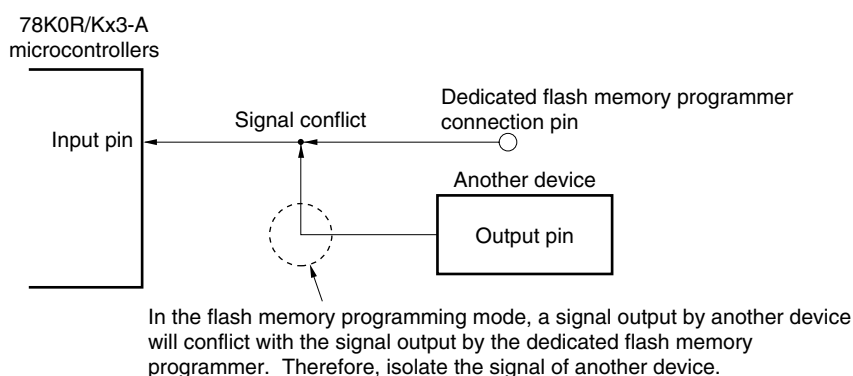 78K0R/Kx3-A
microcontrollers
Input pin
Signal conflict
Dedicated flash memory programmer
connection pin
Another device
Output pin
In the flash memory programming mode, a signal output by another device
will conflict with the signal output by the dedicated flash memory
programmer.  Therefore, isolate the signal of another device.